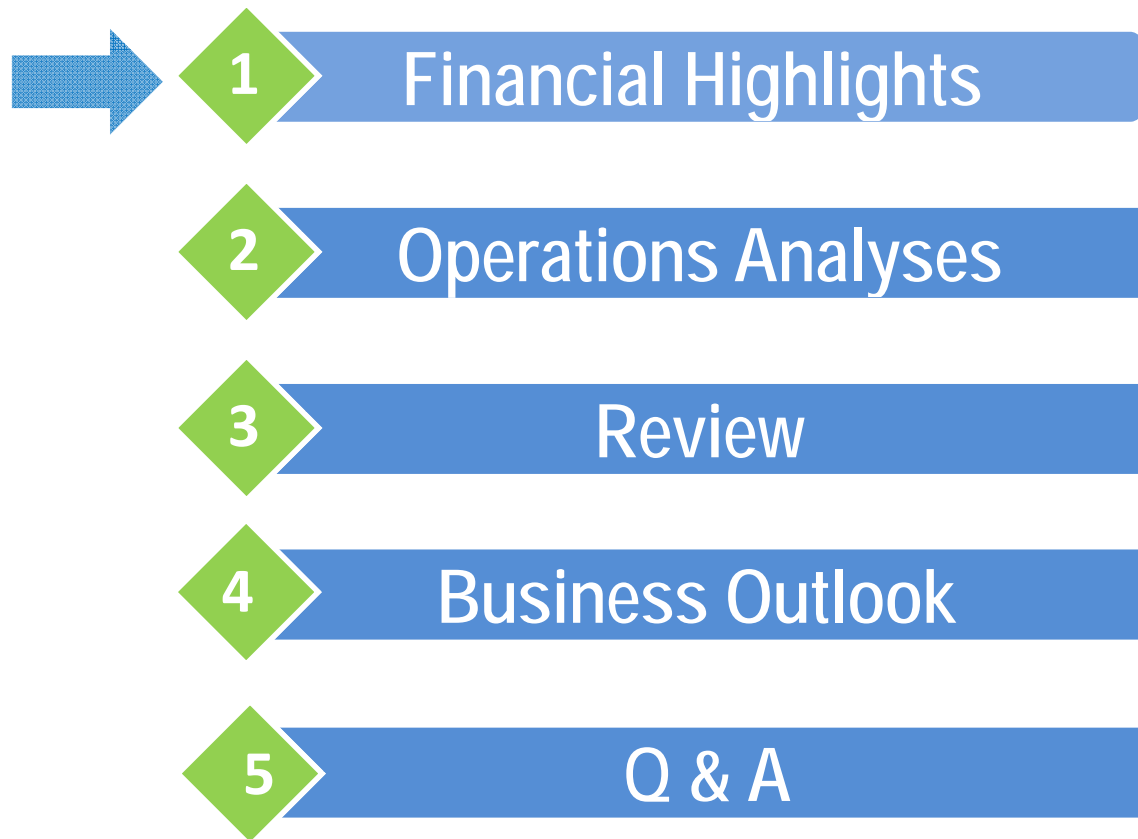 1 Financial Highlights
2 Operations Analyses
3 Review
4 Business Outlook
5 Q & A